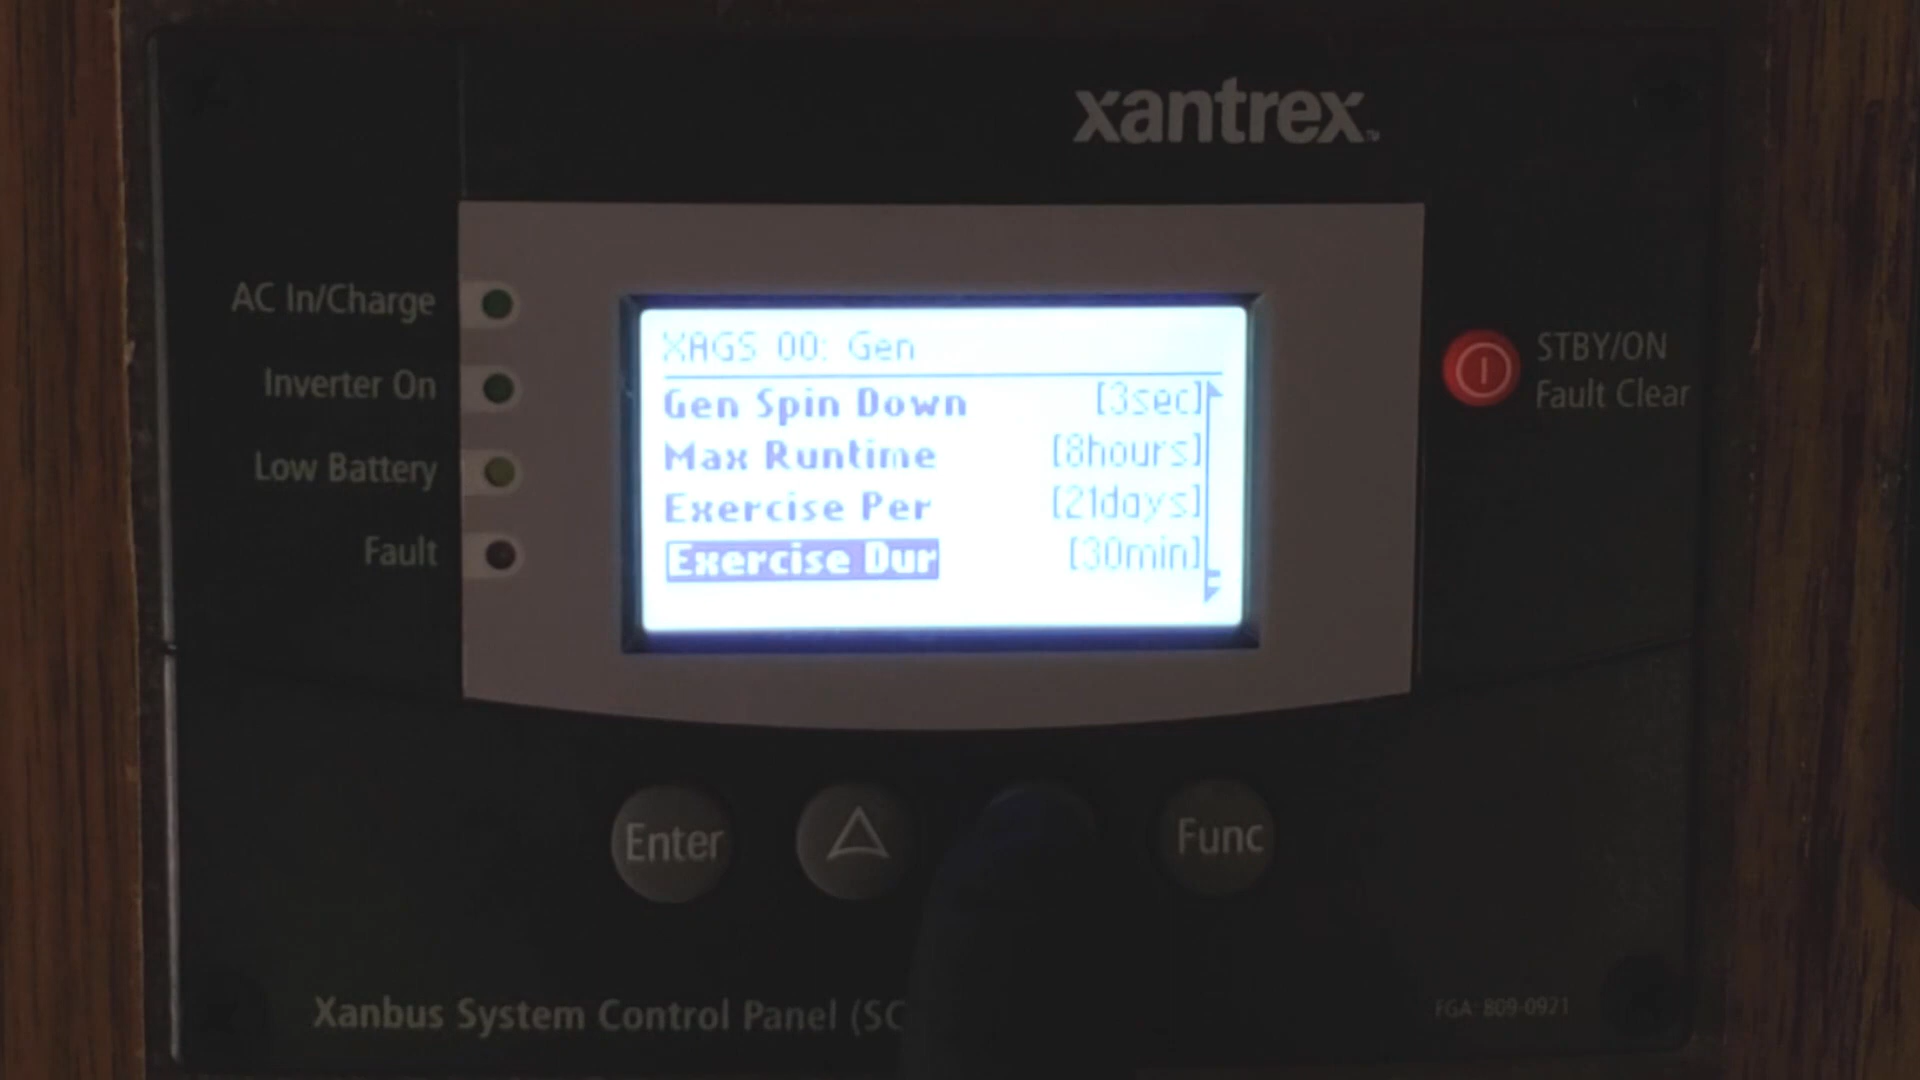 xantrex
AC In/Charge
Inverter On
Low Battery
Fault
XAGS 00: Gen
Gen Spin Down [3sec]
Max Runtime [8hours]
Exercise Per [21days]
Exercise Dur [30min]
STBY/ON
Fault Clear
Enter
Func
Xanbus System Control Panel (SC
FGA: 809-0921